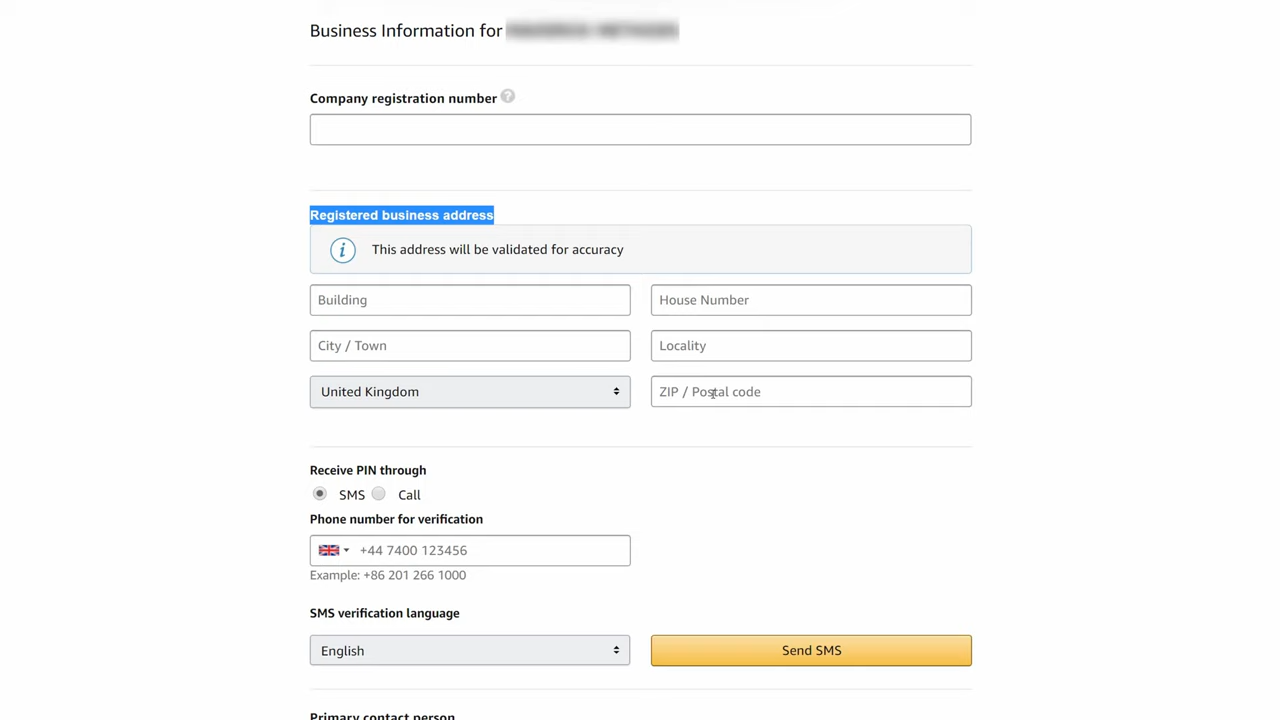 Business Information for
Company registration number
Registered business address
This address will be validated for accuracy
Building
House Number
City / Town
Locality
United Kingdom
ZIP / Postal code
Receive PIN through
SMS
Call
Phone number for verification
+44 7400 123456
Example: +86 201 266 1000
SMS verification language
English
Send SMS
Primary contact person